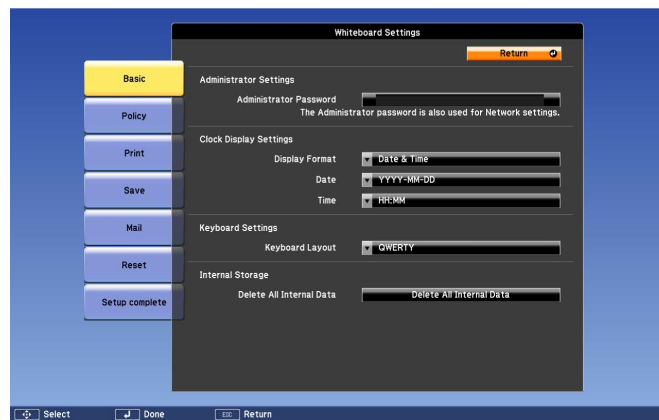 Whiteboard Settings
Return
Basic
Policy
Print
Save
Mail
Reset
Setup complete
Administrator Settings
Administrator Password
The Administrator password is also used for Network settings.
Clock Display Settings
Display Format Date & Time
Date YYYY-MM-DD
Time HH:MM
Keyboard Settings
Keyboard Layout QWERTY
Internal Storage
Delete All Internal Data Delete All Internal Data
Select Done ESC Return